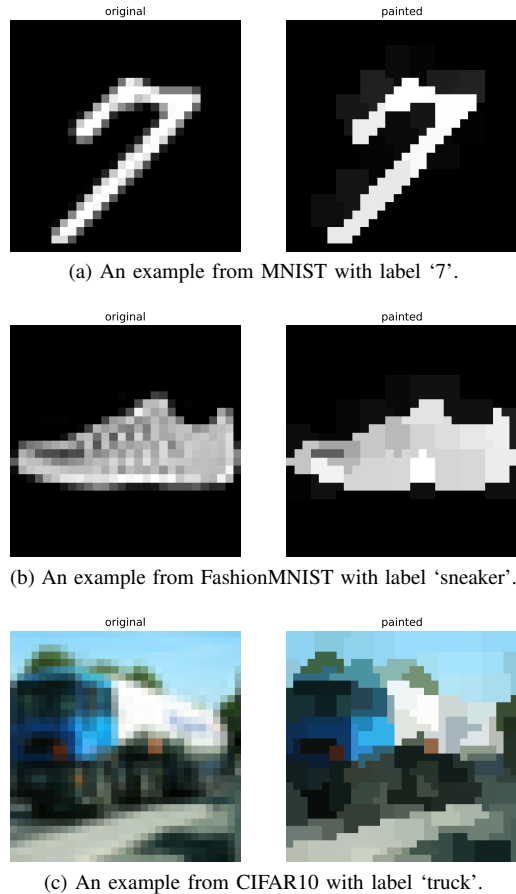 original painted
(a) An example from MNIST with label ‘7’.
original painted
(b) An example from FashionMNIST with label ‘sneaker’.
original painted
(c) An example from CIFAR10 with label ‘truck’.